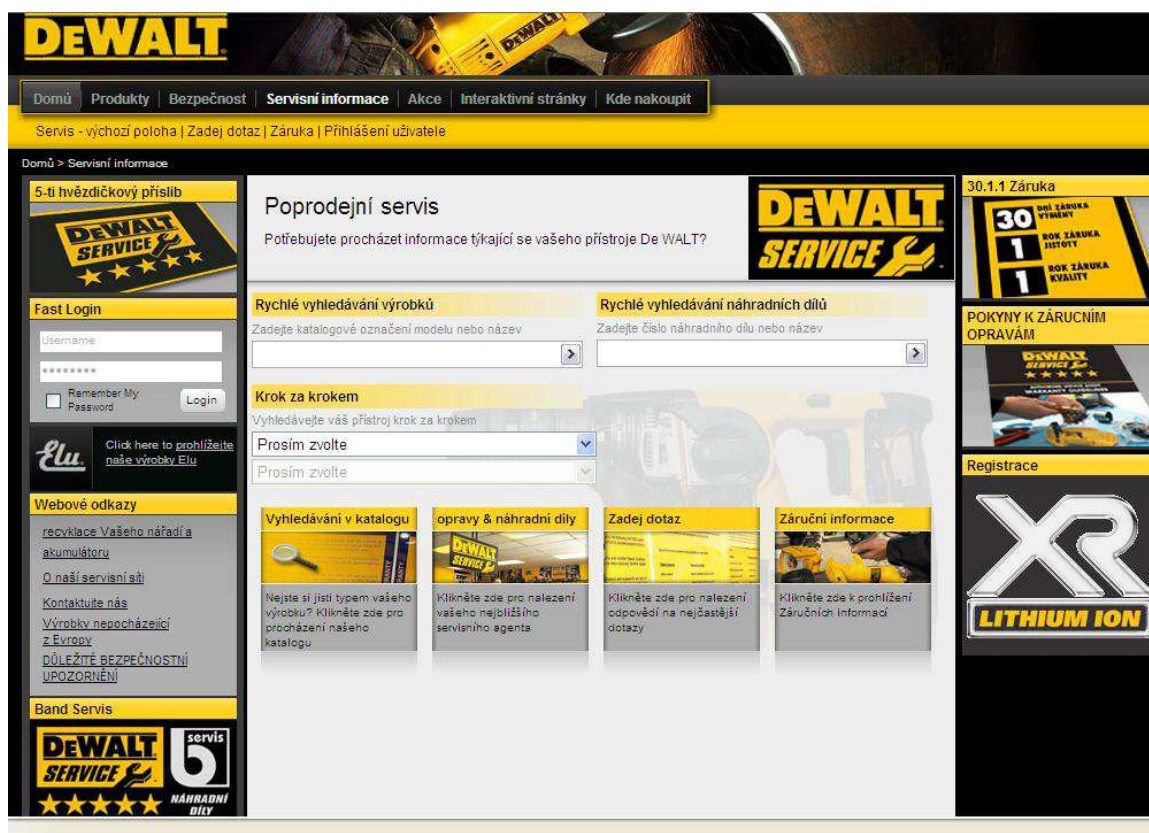 DEWALT
DEWALT
Domů Produkty Bezpečnost Servisní informace Akce Interaktivní stránky Kde nakoupit
Servis - výchozí poloha | Zadej dotaz | Záruka | Přihlášení uživatele
Domů > Servisní informace
5-ti hvězdičkový příslib
DEWALT
SERVICE
Fast Login
Username
Remember My
Password
Login
Elu.
Click here to prohlížejte
naše výrobky Elu
Webové odkazy
recyklace Vašeho nářadí a
akumulátoru
O naší servisní síti
Kontaktujte nás
Výrobky nepocházející
z Evropy
DŮLEŽITÉ BEZPEČNOSTNÍ
UPOZORNĚNÍ
Band Servis
DEWALT
SERVICE
servis
b
NÁHRADNÍ
DÍLY
Poprodejní servis
Potřebujete procházet informace týkající se vašeho přístroje De WALT?
DEWALT
SERVICE
Rychlé vyhledávání výrobků
Zadejte katalogové označení modelu nebo název
Rychlé vyhledávání náhradních dílů
Zadejte číslo náhradního dílu nebo název
Krok za krokem
Vyhledávejte váš přístroj krok za krokem
Prosím zvolte
Prosím zvolte
Vyhledávání v katalogu
Nejste si jisti typem vašeho
výrobku? Klikněte zde pro
procházení našeho
katalogu
opravy & náhradní díly
DEWALT
SERVICE
Klikněte zde pro nalezení
vašeho nejbližšího
servisního agenta
Zadej dotaz
Klikněte zde pro nalezení
odpovědí na nejčastější
dotazy
Záruční informace
Klikněte zde k prohlížení
Záručních informací
30.1.1 Záruka
30 DNÍ ZÁRUKA
VÝMĚNY
1 ROK ZÁRUKA
JISTOTY
1 ROK ZÁRUKA
KVALITY
POKYNY K ZÁRUČNÍM
OPRAVÁM
DEWALT
SERVICE
WARRANTY GUIDELINES
Registrace
XR
LITHIUM ION